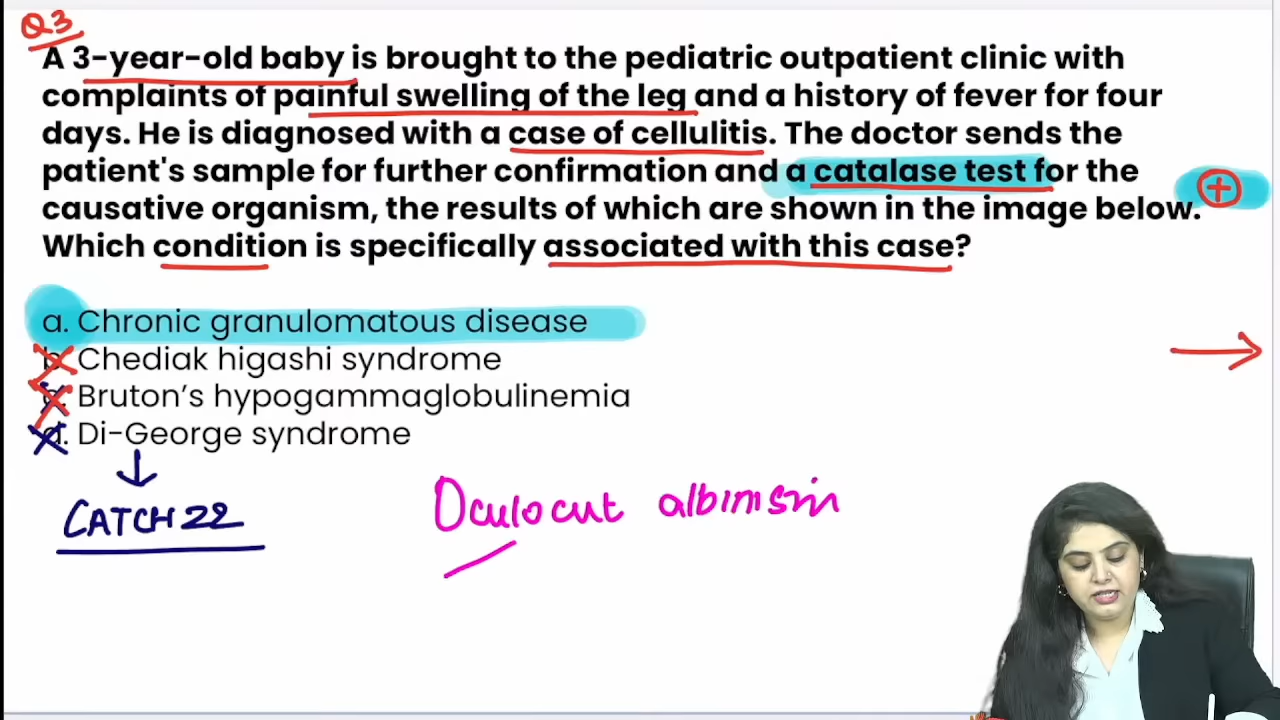 Q3
A 3-year-old baby is brought to the pediatric outpatient clinic with
complaints of painful swelling of the leg and a history of fever for four
days. He is diagnosed with a case of cellulitis. The doctor sends the
patient's sample for further confirmation and a catalase test for the
causative organism, the results of which are shown in the image below.
+
Which condition is specifically associated with this case?
a. Chronic granulomatous disease
b. Chediak higashi syndrome
c. Bruton's hypogammaglobulinemia
d. Di-George syndrome
CATCH 22
Oculocut albinism